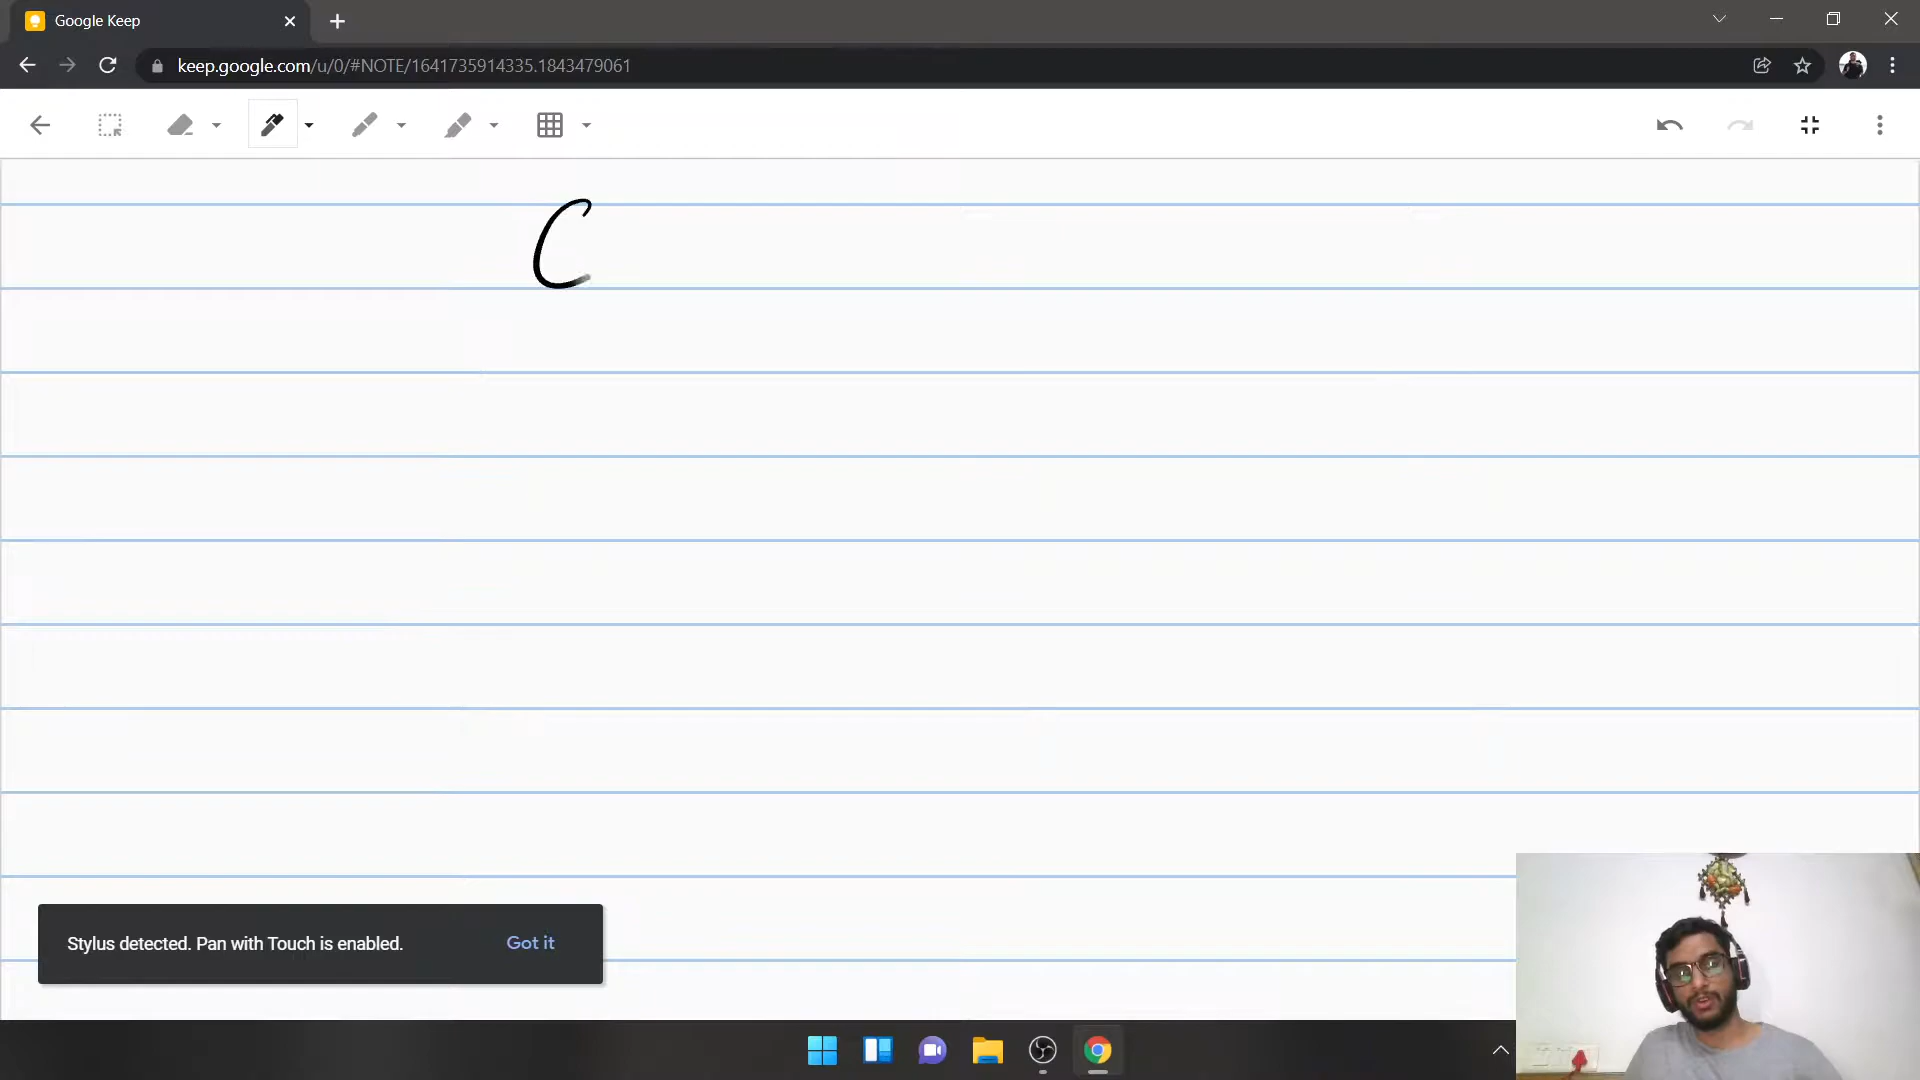 Google Keep
keep.google.com/u/0/#NOTE/1641735914335.1843479061
C
Stylus detected. Pan with Touch is enabled. Got it